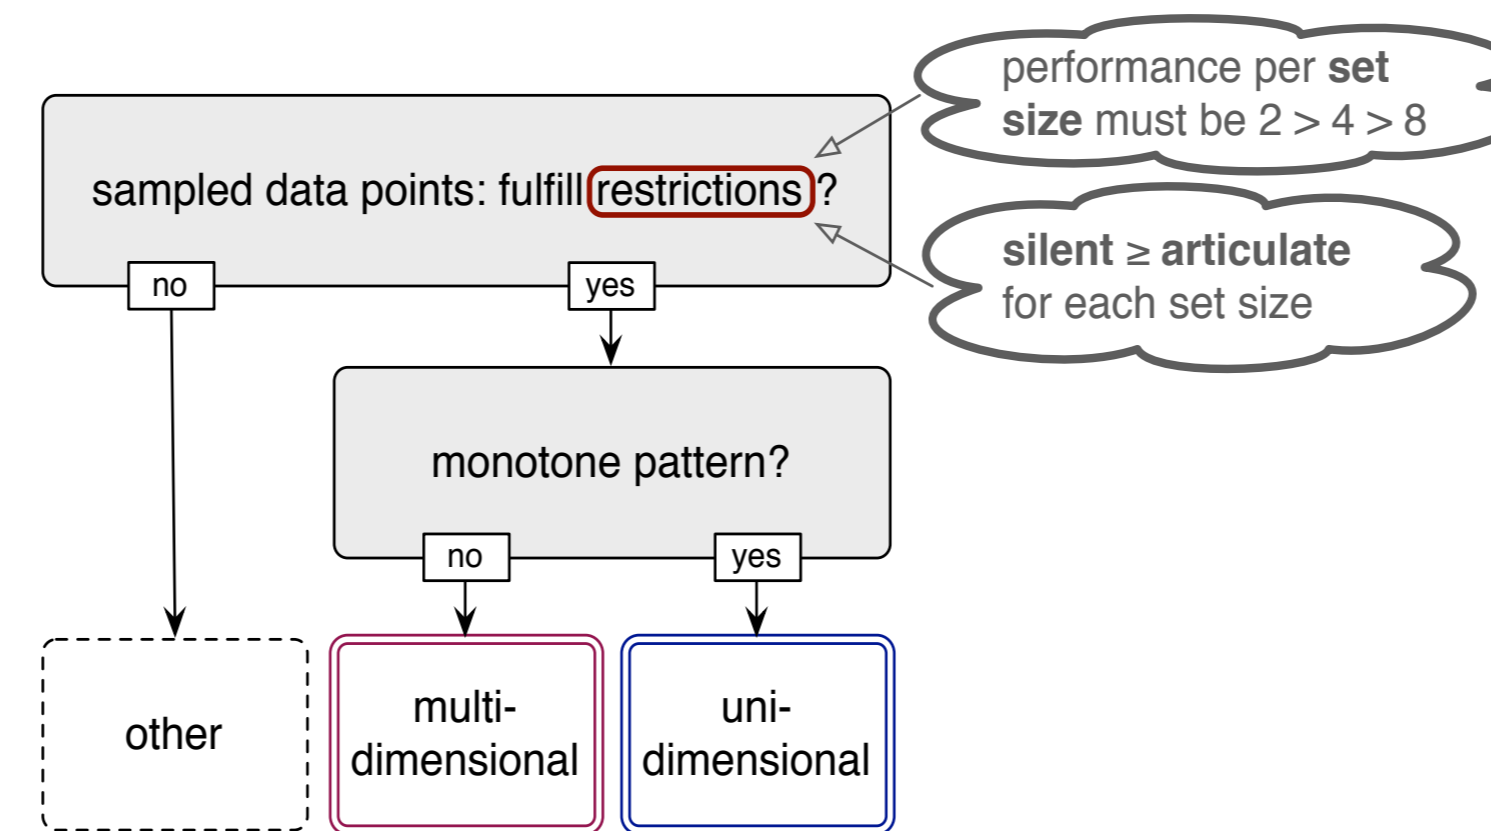 performance per set
size must be 2 > 4 > 8
sampled data points: fulfill restrictions ?
silent ≥ articulate
for each set size
no
yes
monotone pattern?
no
yes
other
multi-
dimensional
uni-
dimensional